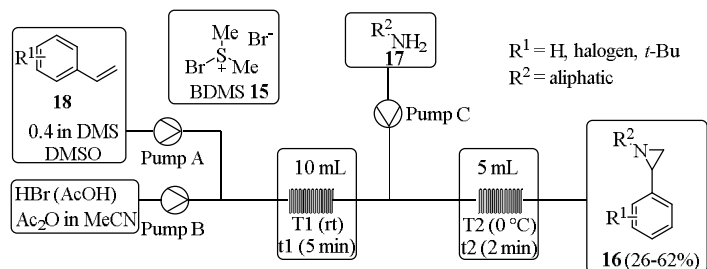 R¹
18
0.4 in DMS
DMSO
Me Br⁻
Br S Me
+
BDMS 15
R²
NH₂
17
R¹ = H, halogen, t-Bu
R² = aliphatic
Pump A
Pump C
HBr (AcOH)
Ac₂O in MeCN
Pump B
10 mL
T1 (rt)
t1 (5 min)
5 mL
T2 (0 °C)
t2 (2 min)
R²
N
R¹
16 (26-62%)